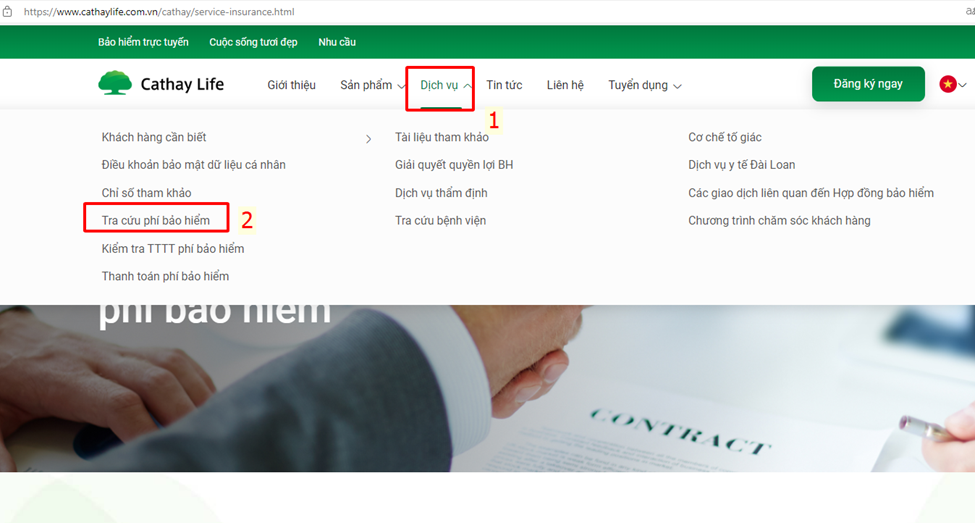 https://www.cathaylife.com.vn/cathay/service-insurance.html
Bảo hiểm trực tuyến Cuộc sống tươi đẹp Nhu cầu
Cathay Life Giới thiệu Sản phẩm Dịch vụ Tin tức Liên hệ Tuyển dụng Đăng ký ngay
1
Khách hàng cần biết Tài liệu tham khảo Cơ chế tố giác
Điều khoản bảo mật dữ liệu cá nhân Giải quyết quyền lợi BH Dịch vụ y tế Đài Loan
Chỉ số tham khảo Dịch vụ thẩm định Các giao dịch liên quan đến Hợp đồng bảo hiểm
Tra cứu phí bảo hiểm 2 Tra cứu bệnh viện Chương trình chăm sóc khách hàng
Kiểm tra TTTT phí bảo hiểm
Thanh toán phí bảo hiểm
phí bảo hiểm
CONTRACT